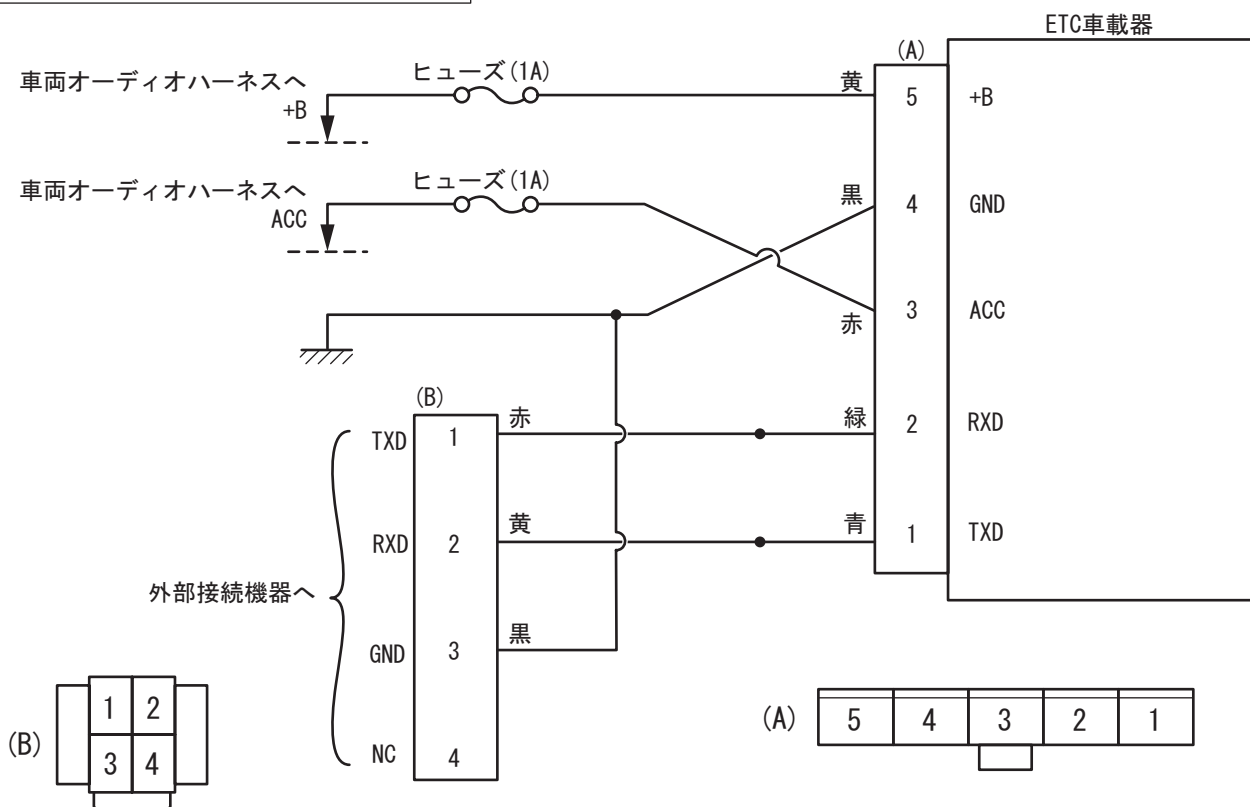 ETC車載器
(A)
車両オーディオハーネスへ
+B
ヒューズ(1A)
黄
5
+B
車両オーディオハーネスへ
ACC
ヒューズ(1A)
黒
4
GND
赤
3
ACC
(B)
TXD
1
赤
緑
2
RXD
RXD
2
黄
青
1
TXD
外部接続機器へ
GND
3
黒
NC
4
(B)
1 2
3 4
(A)
5 4 3 2 1